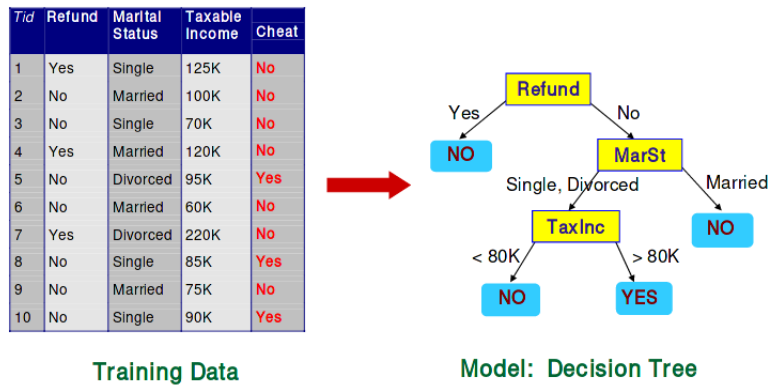 Tid Refund Marital Status Taxable Income Cheat
1 Yes Single 125K No
2 No Married 100K No
3 No Single 70K No
4 Yes Married 120K No
5 No Divorced 95K Yes
6 No Married 60K No
7 Yes Divorced 220K No
8 No Single 85K Yes
9 No Married 75K No
10 No Single 90K Yes
Training Data
Refund
Yes No
NO MarSt
Single, Divorced Married
TaxInc NO
< 80K > 80K
NO YES
Model: Decision Tree